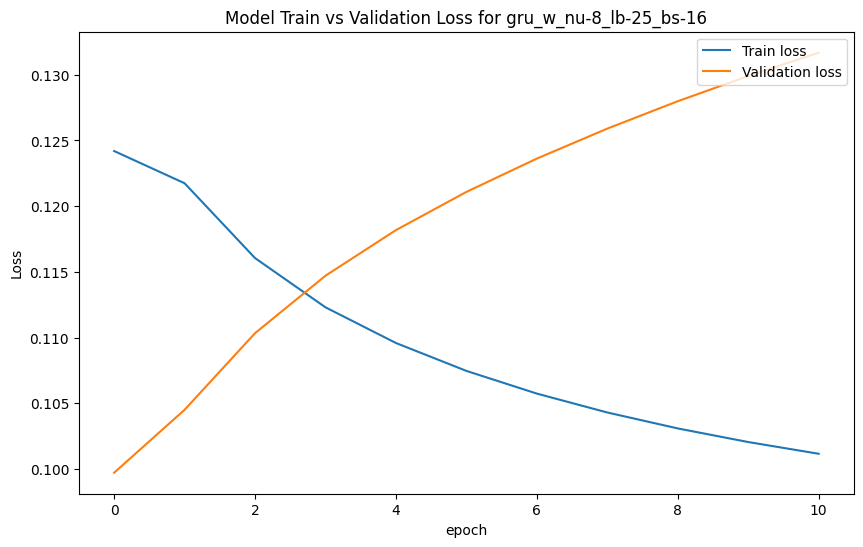 Model Train vs Validation Loss for gru_w_nu-8_lb-25_bs-16
Train loss
Validation loss
0.130
0.125
0.120
0.115
0.110
0.105
0.100
Loss
0
2
4
6
8
10
epoch